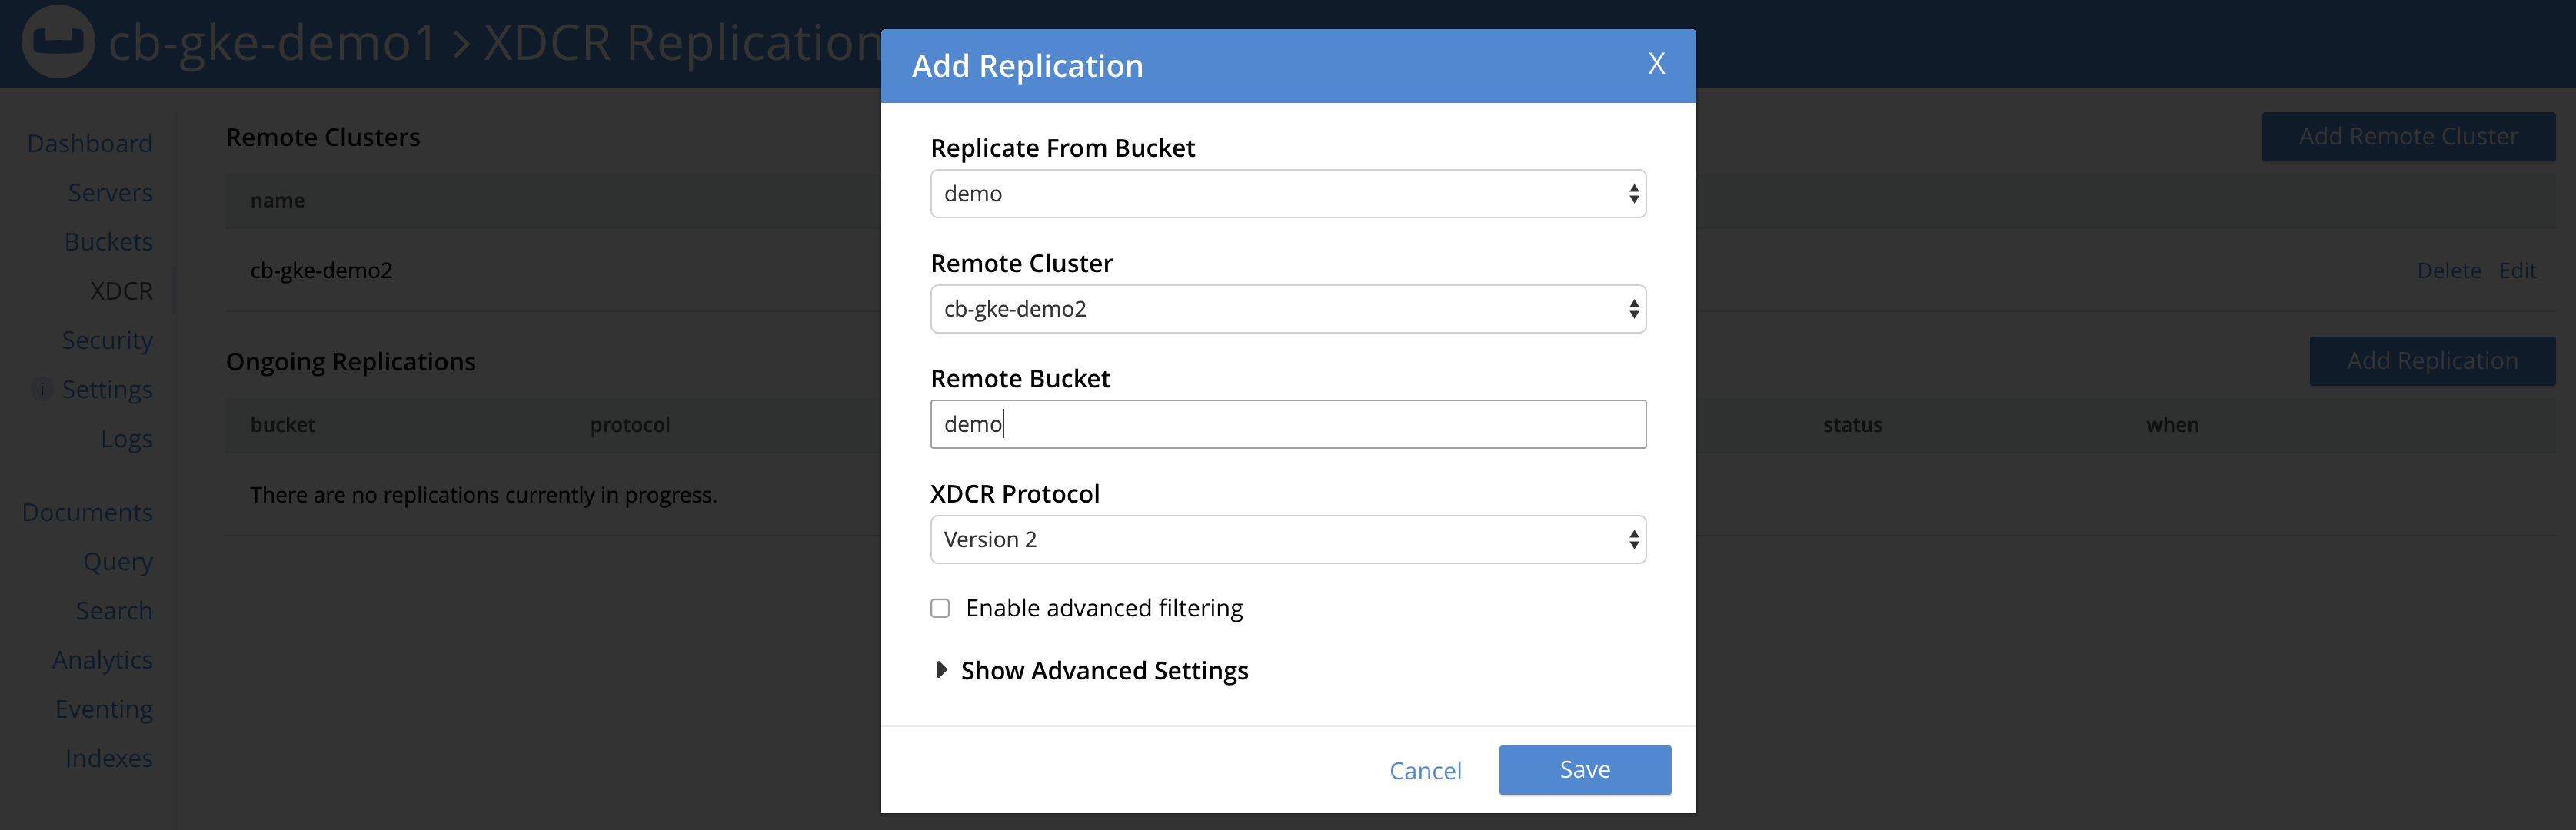 cb-gke-demo1 > XDCR Replication
Dashboard
Servers
Buckets
XDCR
Security
i Settings
Logs
Documents
Query
Search
Analytics
Eventing
Indexes
Remote Clusters
Add Remote Cluster
name
cb-gke-demo2
Delete Edit
Ongoing Replications
Add Replication
bucket protocol status when
There are no replications currently in progress.
Add Replication X
Replicate From Bucket
demo
Remote Cluster
cb-gke-demo2
Remote Bucket
demo
XDCR Protocol
Version 2
Enable advanced filtering
Show Advanced Settings
Cancel Save